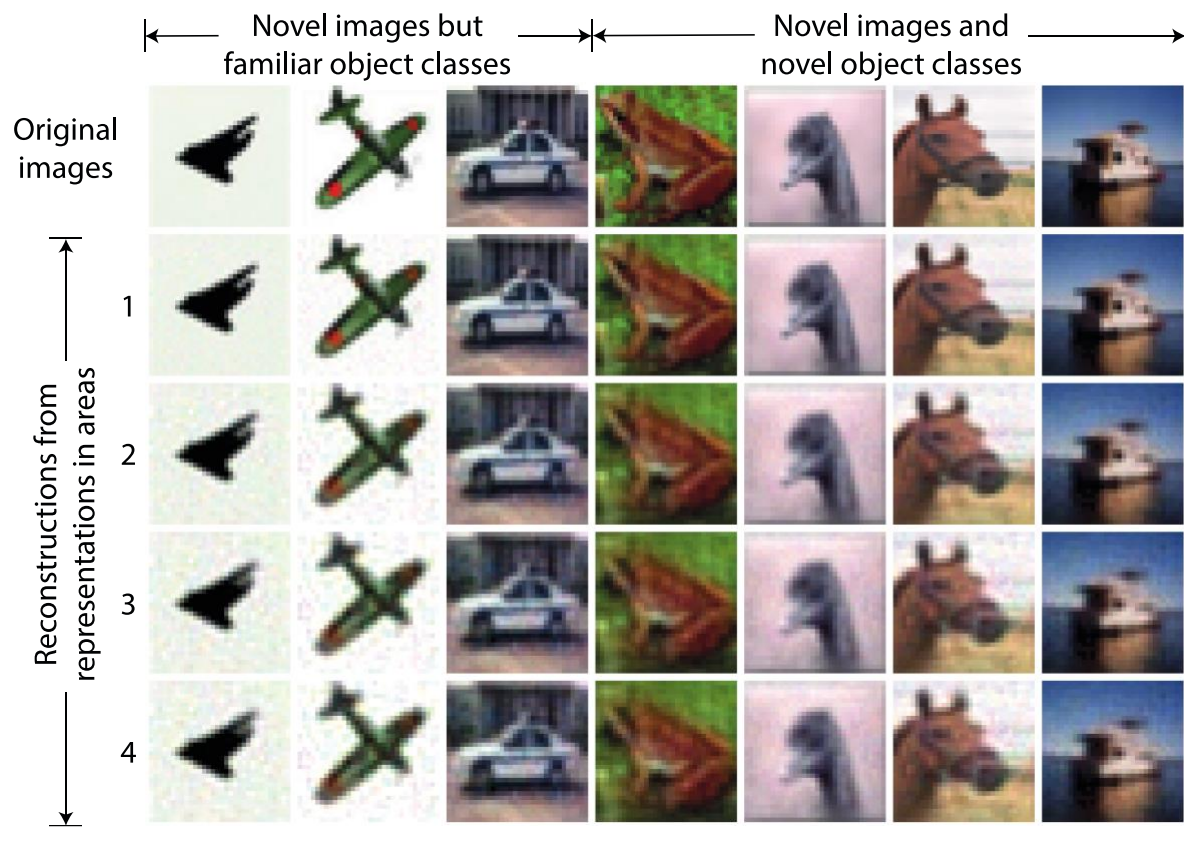 Novel images but
familiar object classes
Novel images and
novel object classes
Original
images
Reconstructions from
representations in areas
1
2
3
4